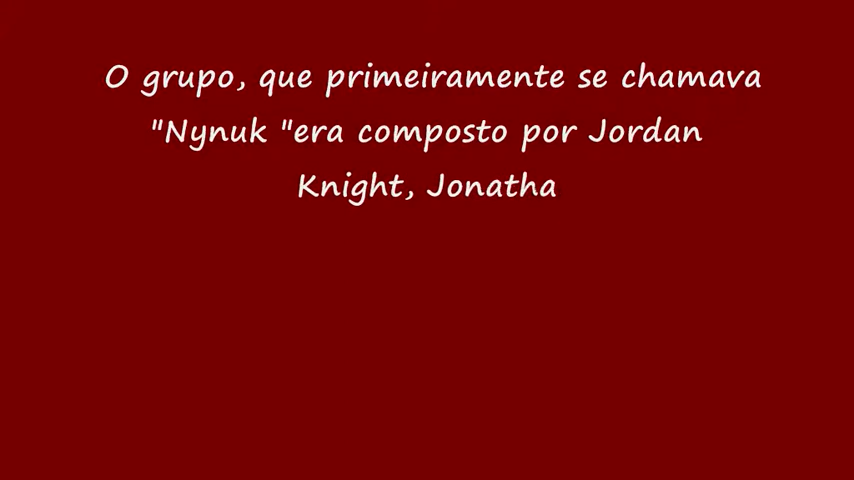 O grupo, que primeiramente se chamava
"Nynuk "era composto por Jordan
Knight, Jonatha